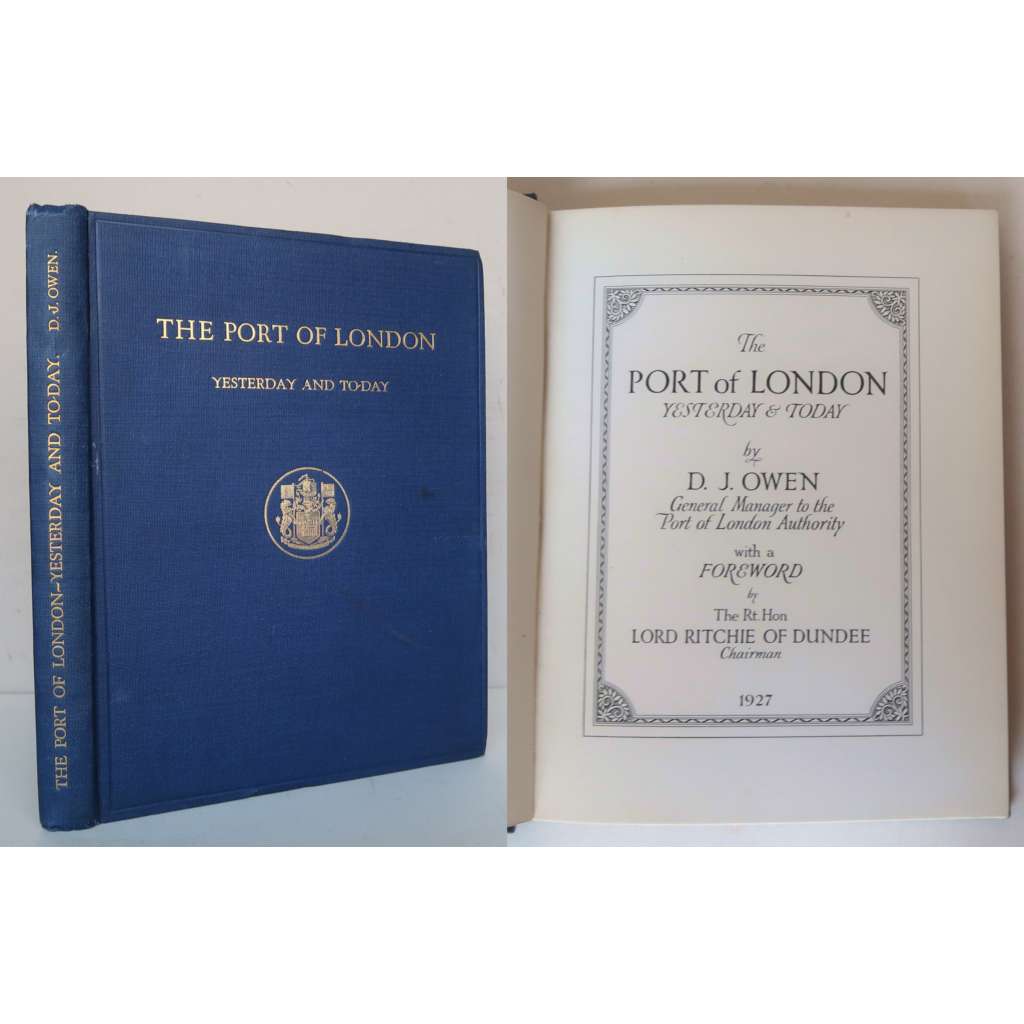 THE PORT OF LONDON–YESTERDAY AND TO-DAY. D. J. OWEN.
THE PORT OF LONDON
YESTERDAY AND TO-DAY
The
PORT of LONDON
YESTERDAY & TODAY
by
D. J. OWEN
General Manager to the
Port of London Authority
with a
FOREWORD
by
The Rt. Hon
LORD RITCHIE OF DUNDEE
Chairman
1927